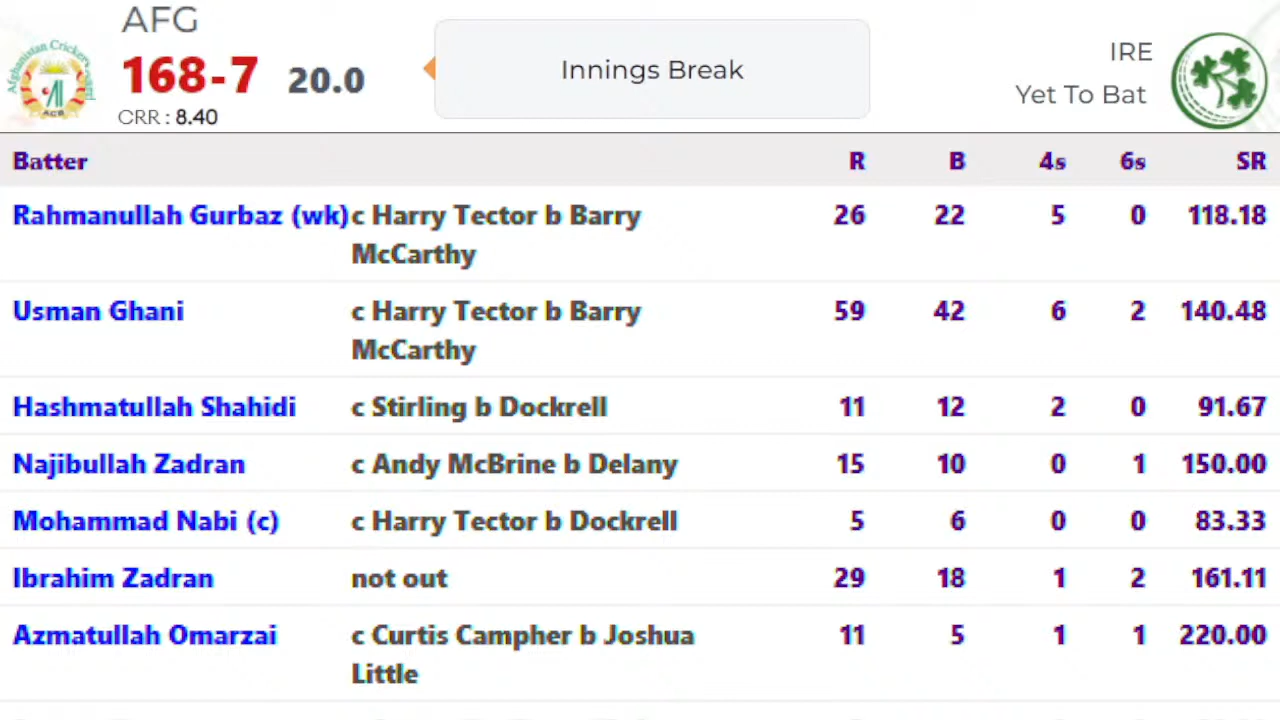 AFG
168-7 20.0
CRR : 8.40
Innings Break
IRE
Yet To Bat
Afghanistan Cricket Board
ACB
Batter R B 4s 6s SR
Rahmanullah Gurbaz (wk) c Harry Tector b Barry 26 22 5 0 118.18
McCarthy
Usman Ghani c Harry Tector b Barry 59 42 6 2 140.48
McCarthy
Hashmatullah Shahidi c Stirling b Dockrell 11 12 2 0 91.67
Najibullah Zadran c Andy McBrine b Delany 15 10 0 1 150.00
Mohammad Nabi (c) c Harry Tector b Dockrell 5 6 0 0 83.33
Ibrahim Zadran not out 29 18 1 2 161.11
Azmatullah Omarzai c Curtis Campher b Joshua 11 5 1 1 220.00
Little